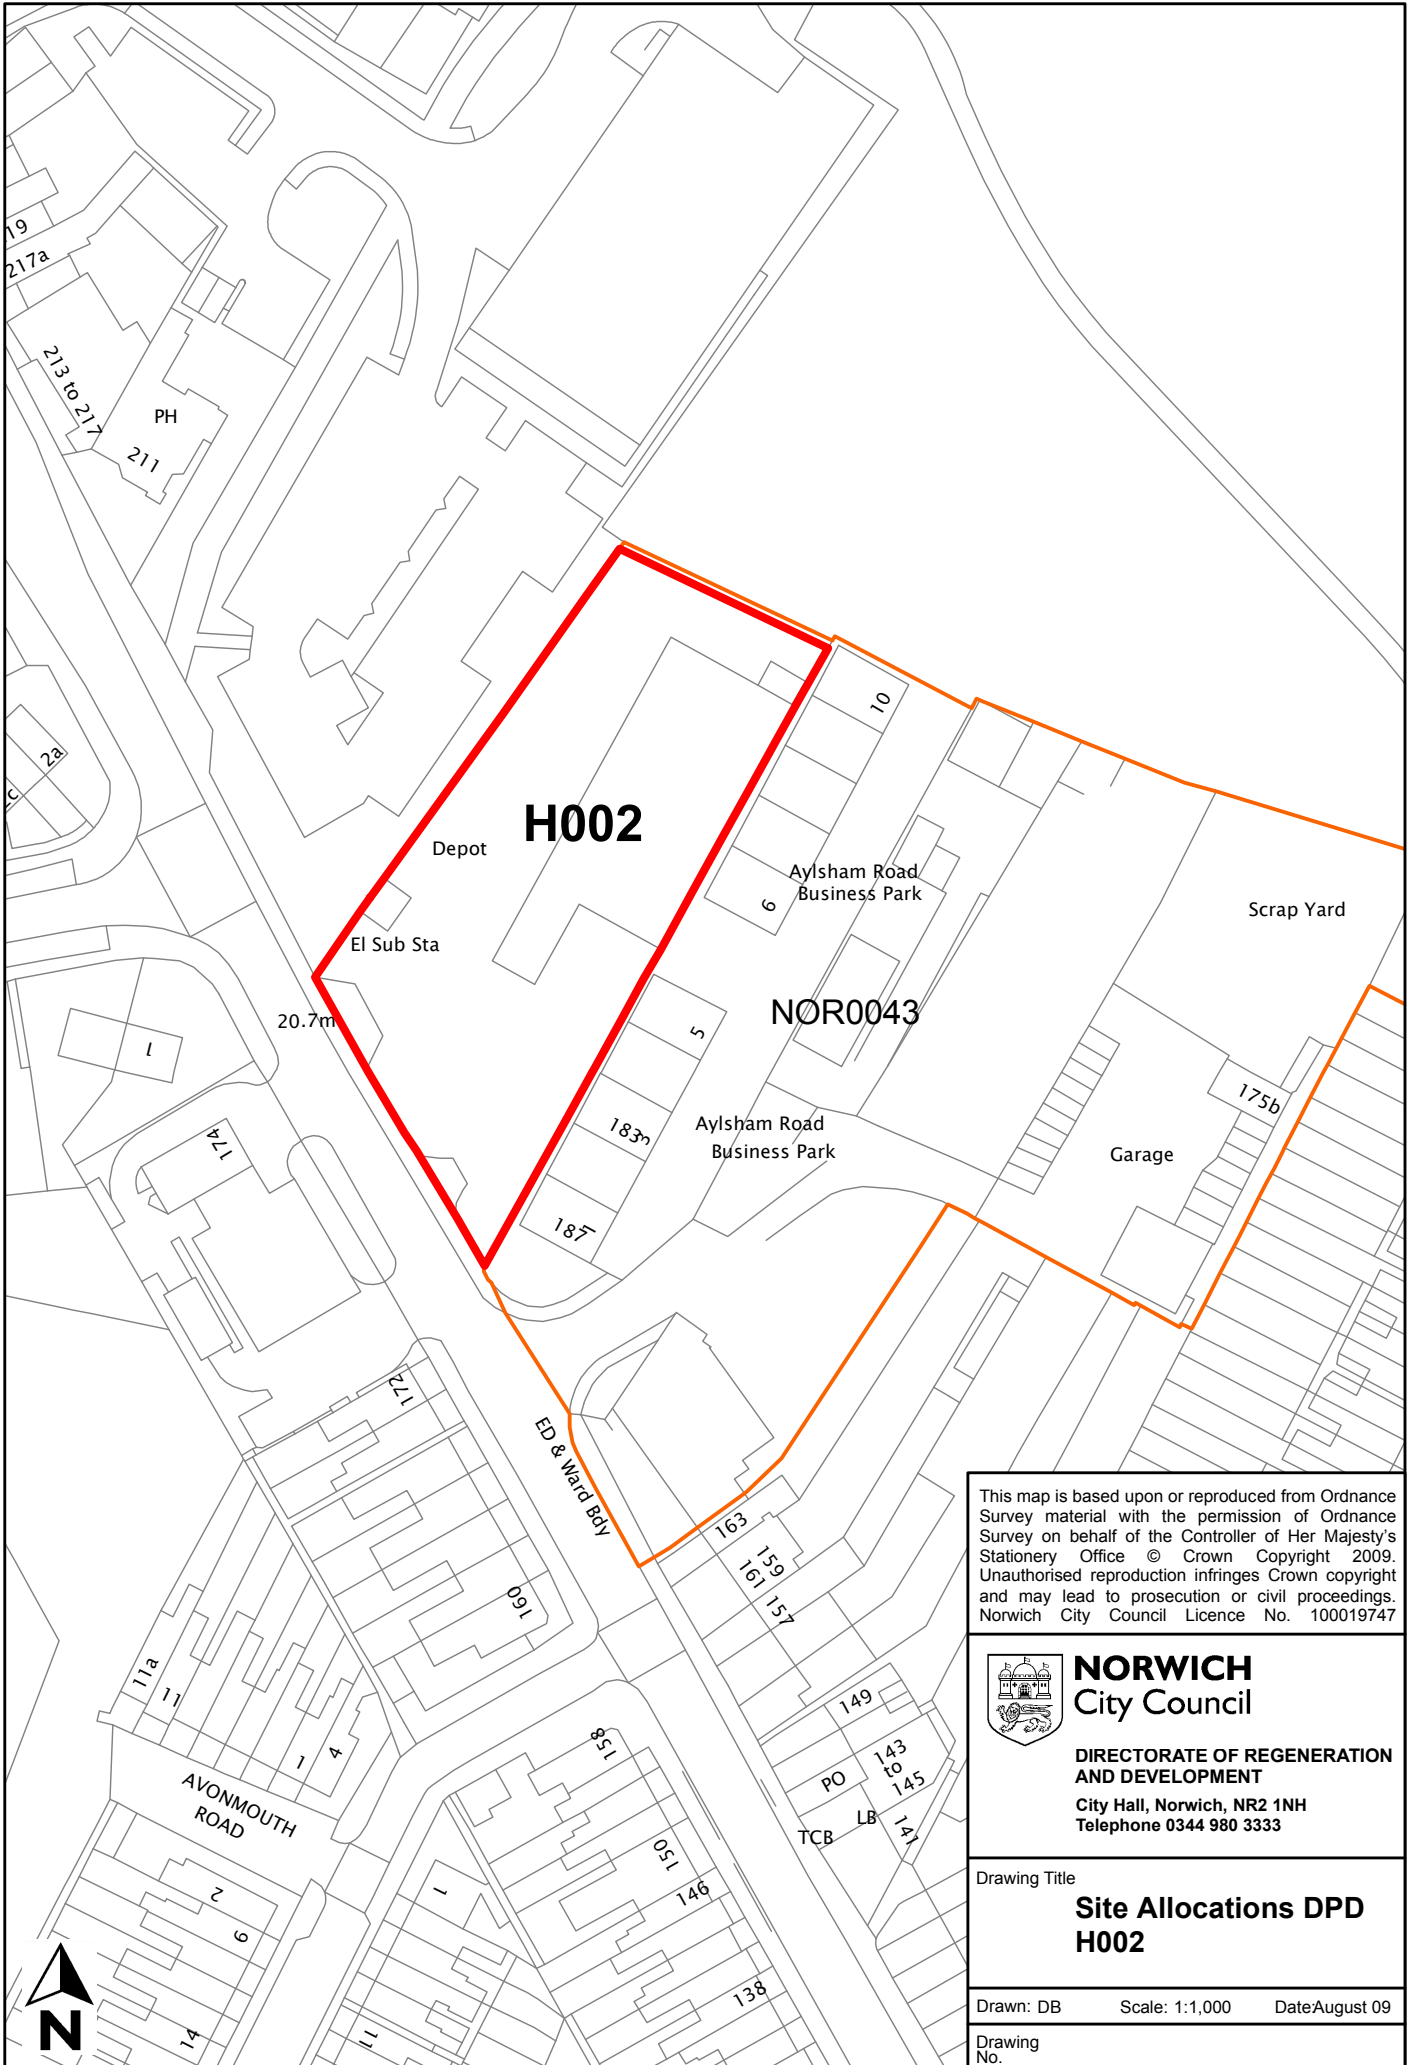 19
217a
213 to 217
PH
211
2a
10
H002
Depot
Aylsham Road
Business Park
6
Scrap Yard
El Sub Sta
20.7m
NOR0043
5
1
175b
174
183
Aylsham Road
Business Park
Garage
187
1
172
ED & Ward Bdy
163
159
161
157
160
11a
11
1
4
149
158
143
to
145
PO
LB
141
TCB
AVONMOUTH
ROAD
150
146
1
2
6
138
14
11
N
This map is based upon or reproduced from Ordnance
Survey material with the permission of Ordnance
Survey on behalf of the Controller of Her Majesty's
Stationery Office © Crown Copyright 2009.
Unauthorised reproduction infringes Crown copyright
and may lead to prosecution or civil proceedings.
Norwich City Council Licence No. 100019747
NORWICH
City Council
DIRECTORATE OF REGENERATION
AND DEVELOPMENT
City Hall, Norwich, NR2 1NH
Telephone 0344 980 3333
Drawing Title
Site Allocations DPD
H002
Drawn: DB Scale: 1:1,000 Date:August 09
Drawing
No.